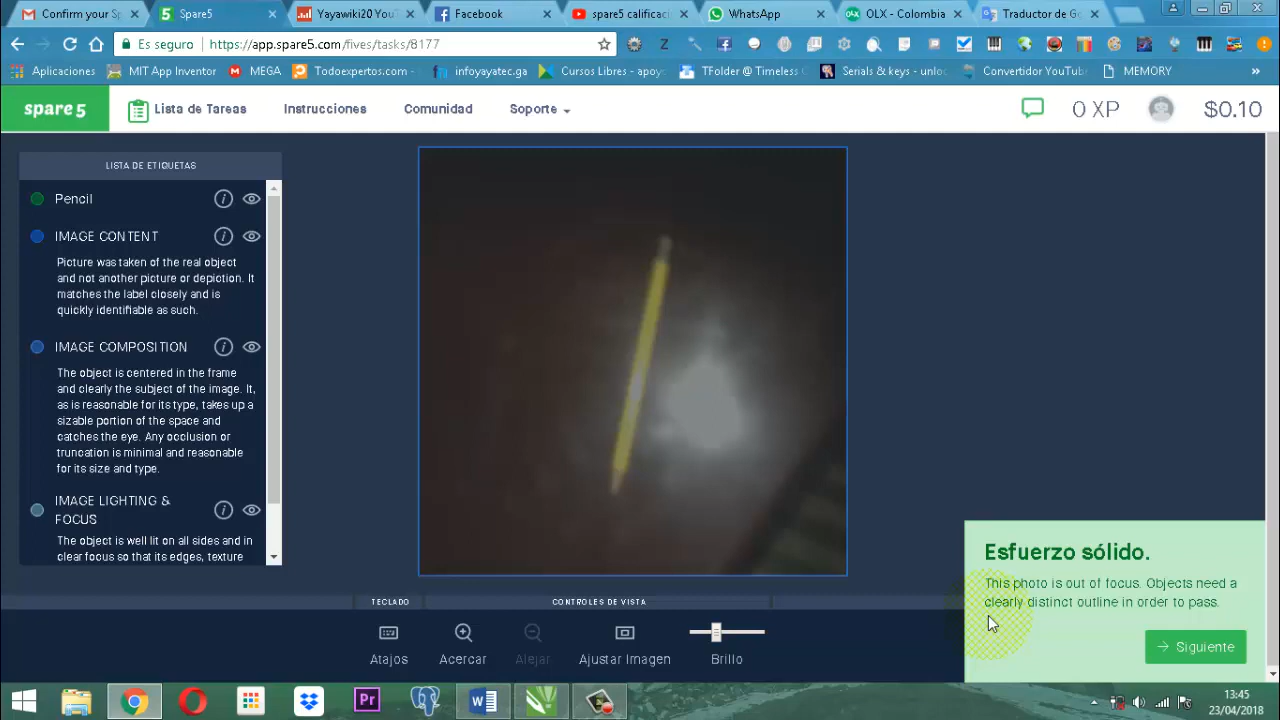 Confirm your Sp
Spare5
Yayawiki20 YouT
Facebook
spare5 calificaci
WhatsApp
OLX - Colombia
Traductor de Go
Es seguro
https://app.spare5.com/fives/tasks/8177
Aplicaciones
MIT App Inventor
MEGA
Todoexpertos.com -
infoyayatec.ga
Cursos Libres - apoy
TFolder @ Timeless
Serials & keys - unloc
Convertidor YouTub
MEMORY
»
spare5
Lista de Tareas
Instrucciones
Comunidad
Soporte
0 XP
$0.10
LISTA DE ETIQUETAS
Pencil
IMAGE CONTENT
Picture was taken of the real object
and not another picture or depiction. It
matches the label closely and is
quickly identifiable as such.
IMAGE COMPOSITION
The object is centered in the frame
and clearly the subject of the image. It,
as is reasonable for its type, takes up a
sizable portion of the space and
catches the eye. Any occlusion or
truncation is minimal and reasonable
for its size and type.
IMAGE LIGHTING &
FOCUS
The object is well lit on all sides and in
clear focus so that its edges, texture
Esfuerzo sólido.
This photo is out of focus. Objects need a
clearly distinct outline in order to pass.
Siguiente
TECLADO
CONTROLES DE VISTA
Atajos
Acercar
Alejar
Ajustar Imagen
Brillo
Pr
13:45
23/04/2018